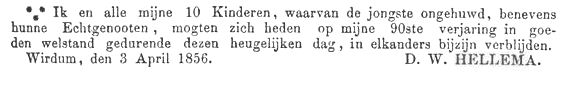 ⁂ Ik en alle mijne 10 Kinderen, waarvan de jongste ongehuwd, benevens
hunne Echtgenooten, mogten zich heden op mijne 90ste verjaring in goe-
den welstand gedurende dezen heugelijken dag, in elkanders bijzijn verblijden.
Wirdum, den 3 April 1856. D. W. HELLEMA.